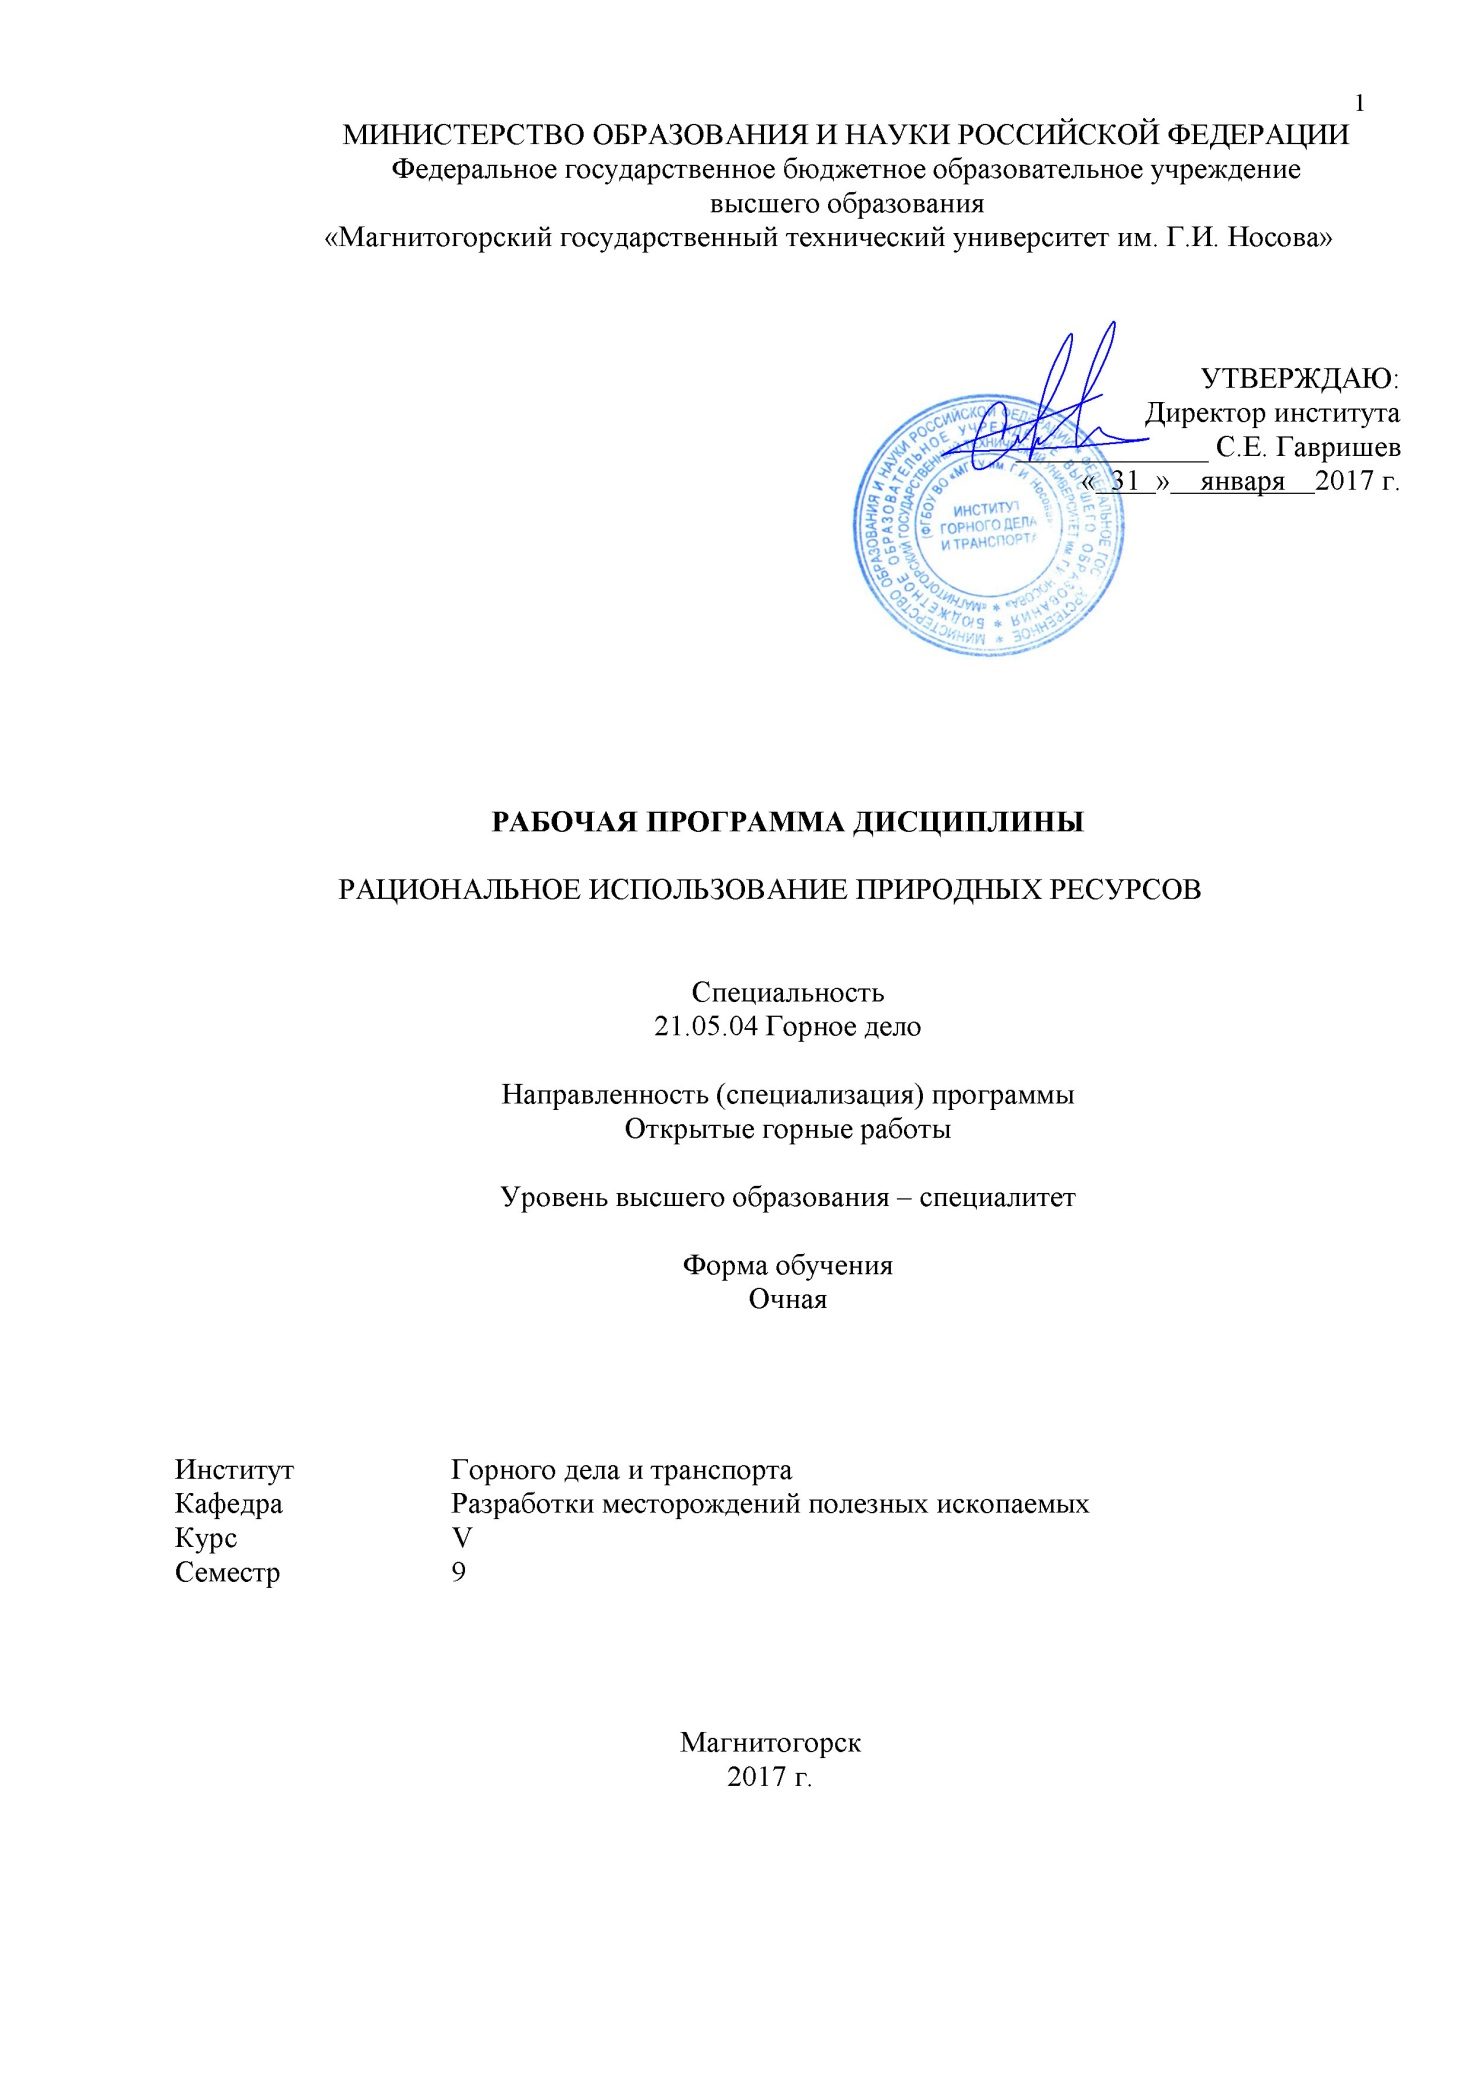 1
МИНИСТЕРСТВО ОБРАЗОВАНИЯ И НАУКИ РОССИЙСКОЙ ФЕДЕРАЦИИ
Федеральное государственное бюджетное образовательное учреждение
высшего образования
«Магнитогорский государственный технический университет им. Г.И. Носова»
УТВЕРЖДАЮ:
Директор института
С.Е. Гавришев
« 31 » января 2017 г.
ИНСТИТУТ
ГОРНОГО ДЕЛА
И ТРАНСПОРТА
РАБОЧАЯ ПРОГРАММА ДИСЦИПЛИНЫ
РАЦИОНАЛЬНОЕ ИСПОЛЬЗОВАНИЕ ПРИРОДНЫХ РЕСУРСОВ
Специальность
21.05.04 Горное дело
Направленность (специализация) программы
Открытые горные работы
Уровень высшего образования – специалитет
Форма обучения
Очная
Институт Горного дела и транспорта
Кафедра Разработки месторождений полезных ископаемых
Курс V
Семестр 9
Магнитогорск
2017 г.